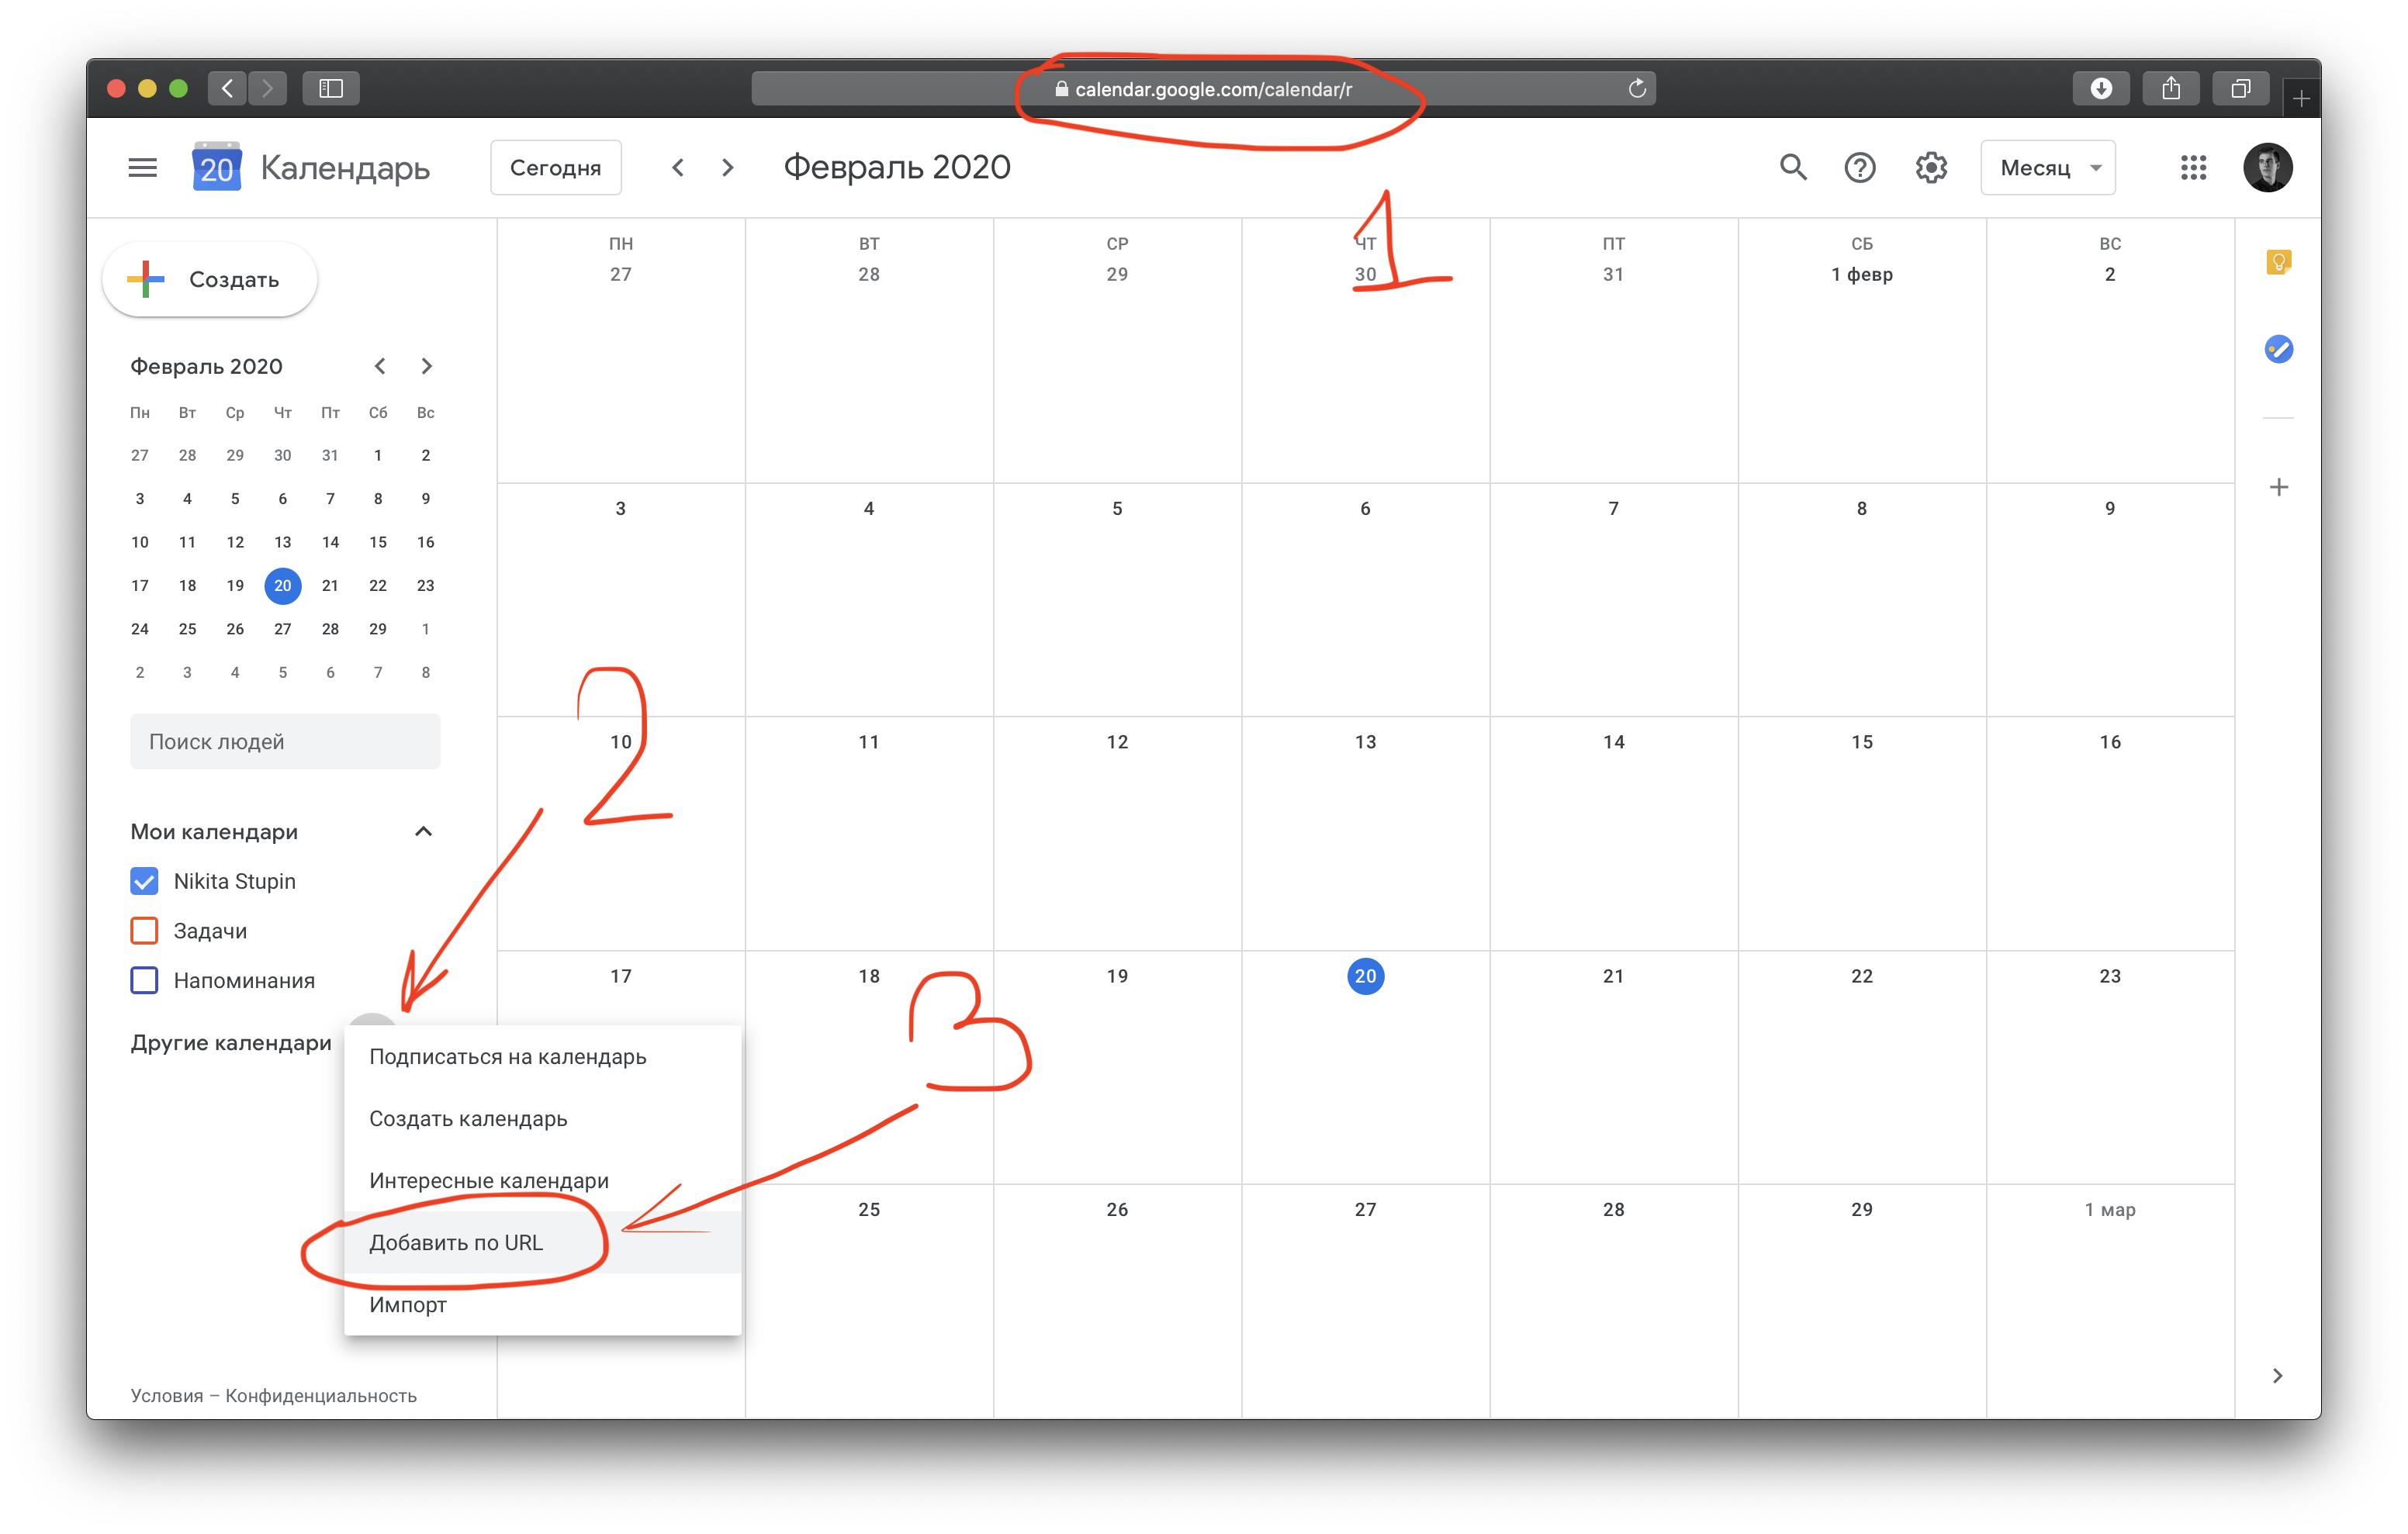 calendar.google.com/calendar/r
20 Календарь Сегодня Февраль 2020 Месяц
1
Создать
ПН ВТ СР ЧТ ПТ СБ ВС
27 28 29 30 31 1 февр 2
Февраль 2020
Пн Вт Ср Чт Пт Сб Вс
27 28 29 30 31 1 2
3 4 5 6 7 8 9
10 11 12 13 14 15 16
17 18 19 20 21 22 23
24 25 26 27 28 29 1
2 3 4 5 6 7 8
3 4 5 6 7 8 9
2
Поиск людей
10 11 12 13 14 15 16
Мои календари
Nikita Stupin
Задачи
Напоминания
17 18 19 20 21 22 23
3
Другие календари
Подписаться на календарь
Создать календарь
Интересные календари
Добавить по URL
Импорт
25 26 27 28 29 1 мар
Условия – Конфиденциальность